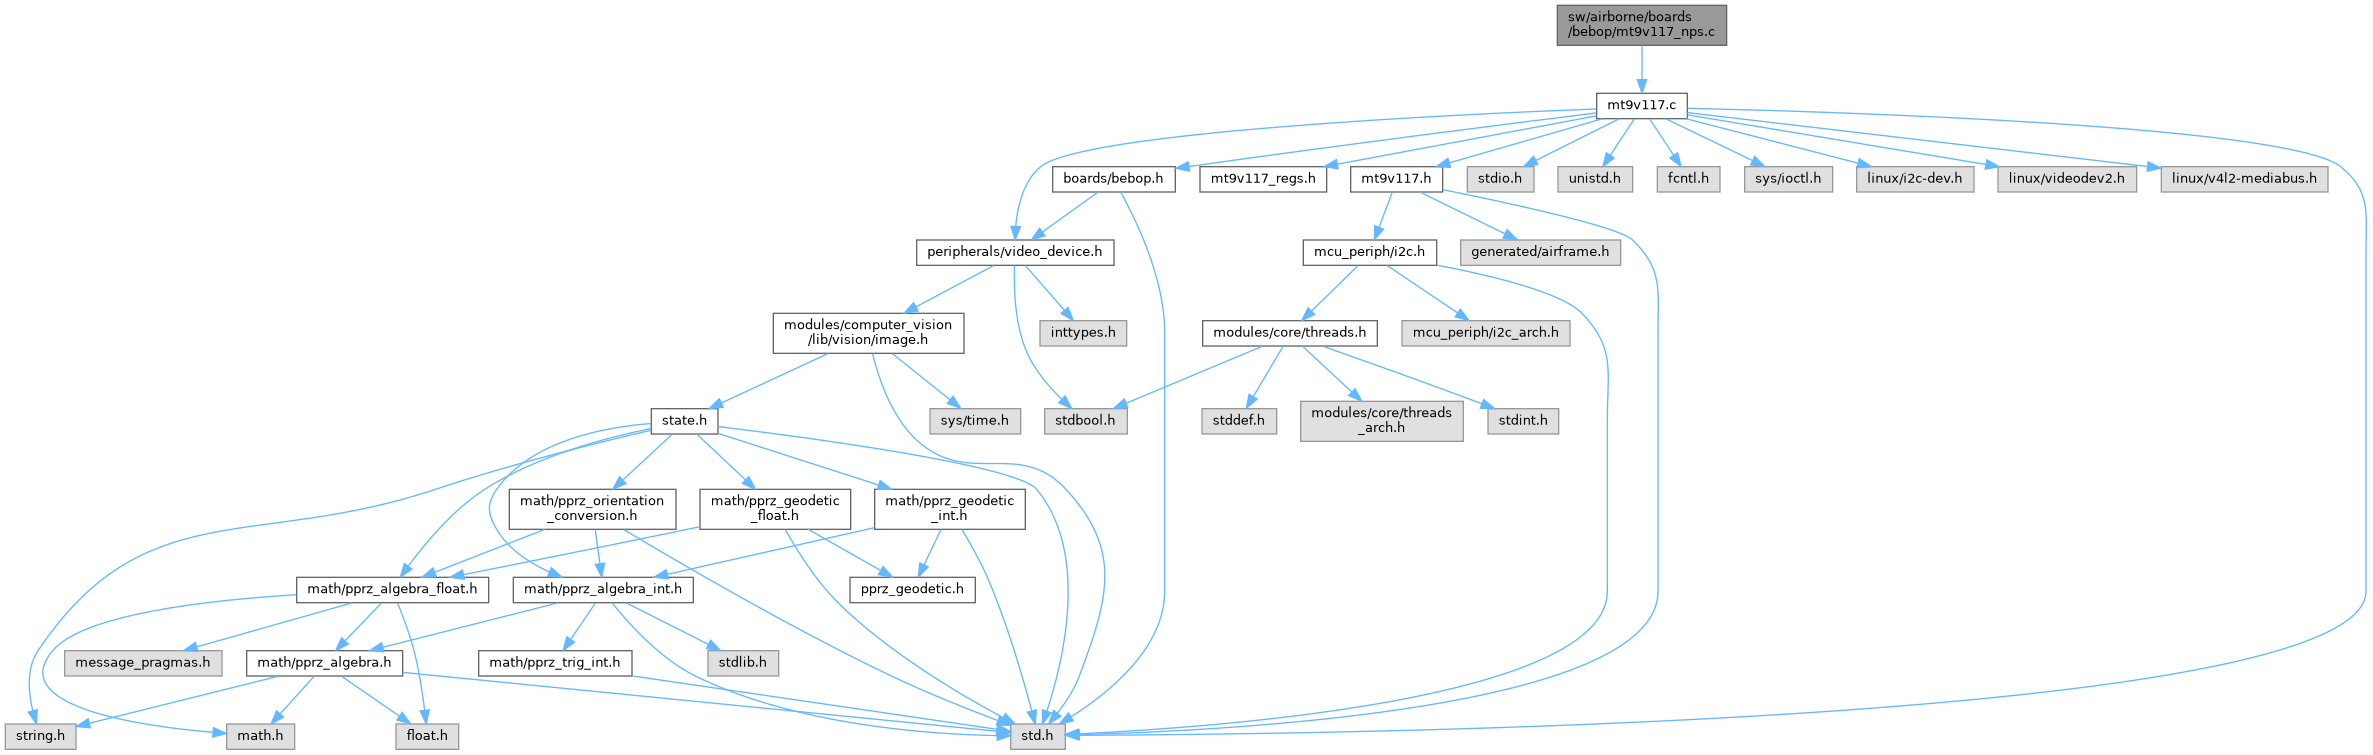 sw/airborne/boards
/bebop/mt9v117_nps.c
mt9v117.c
boards/bebop.h
mt9v117_regs.h
mt9v117.h
stdio.h
unistd.h
fcntl.h
sys/ioctl.h
linux/i2c-dev.h
linux/videodev2.h
linux/v4l2-mediabus.h
peripherals/video_device.h
mcu_periph/i2c.h
generated/airframe.h
modules/computer_vision
/lib/vision/image.h
inttypes.h
modules/core/threads.h
mcu_periph/i2c_arch.h
state.h
sys/time.h
stdbool.h
stddef.h
modules/core/threads
_arch.h
stdint.h
math/pprz_orientation
_conversion.h
math/pprz_geodetic
_float.h
math/pprz_geodetic
_int.h
math/pprz_algebra_float.h
math/pprz_algebra_int.h
pprz_geodetic.h
message_pragmas.h
math/pprz_algebra.h
math/pprz_trig_int.h
stdlib.h
string.h
math.h
float.h
std.h